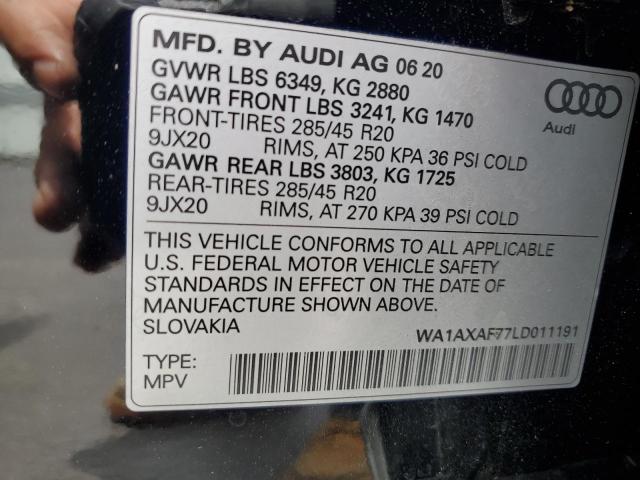 MFD. BY AUDI AG 06 20
GVWR LBS 6349, KG 2880
GAWR FRONT LBS 3241, KG 1470
FRONT-TIRES 285/45 R20
9JX20 RIMS, AT 250 KPA 36 PSI COLD
GAWR REAR LBS 3803, KG 1725
REAR-TIRES 285/45 R20
9JX20 RIMS, AT 270 KPA 39 PSI COLD
Audi
THIS VEHICLE CONFORMS TO ALL APPLICABLE
U.S. FEDERAL MOTOR VEHICLE SAFETY
STANDARDS IN EFFECT ON THE DATE OF
MANUFACTURE SHOWN ABOVE.
SLOVAKIA
WA1AXAF77LD011191
TYPE:
MPV